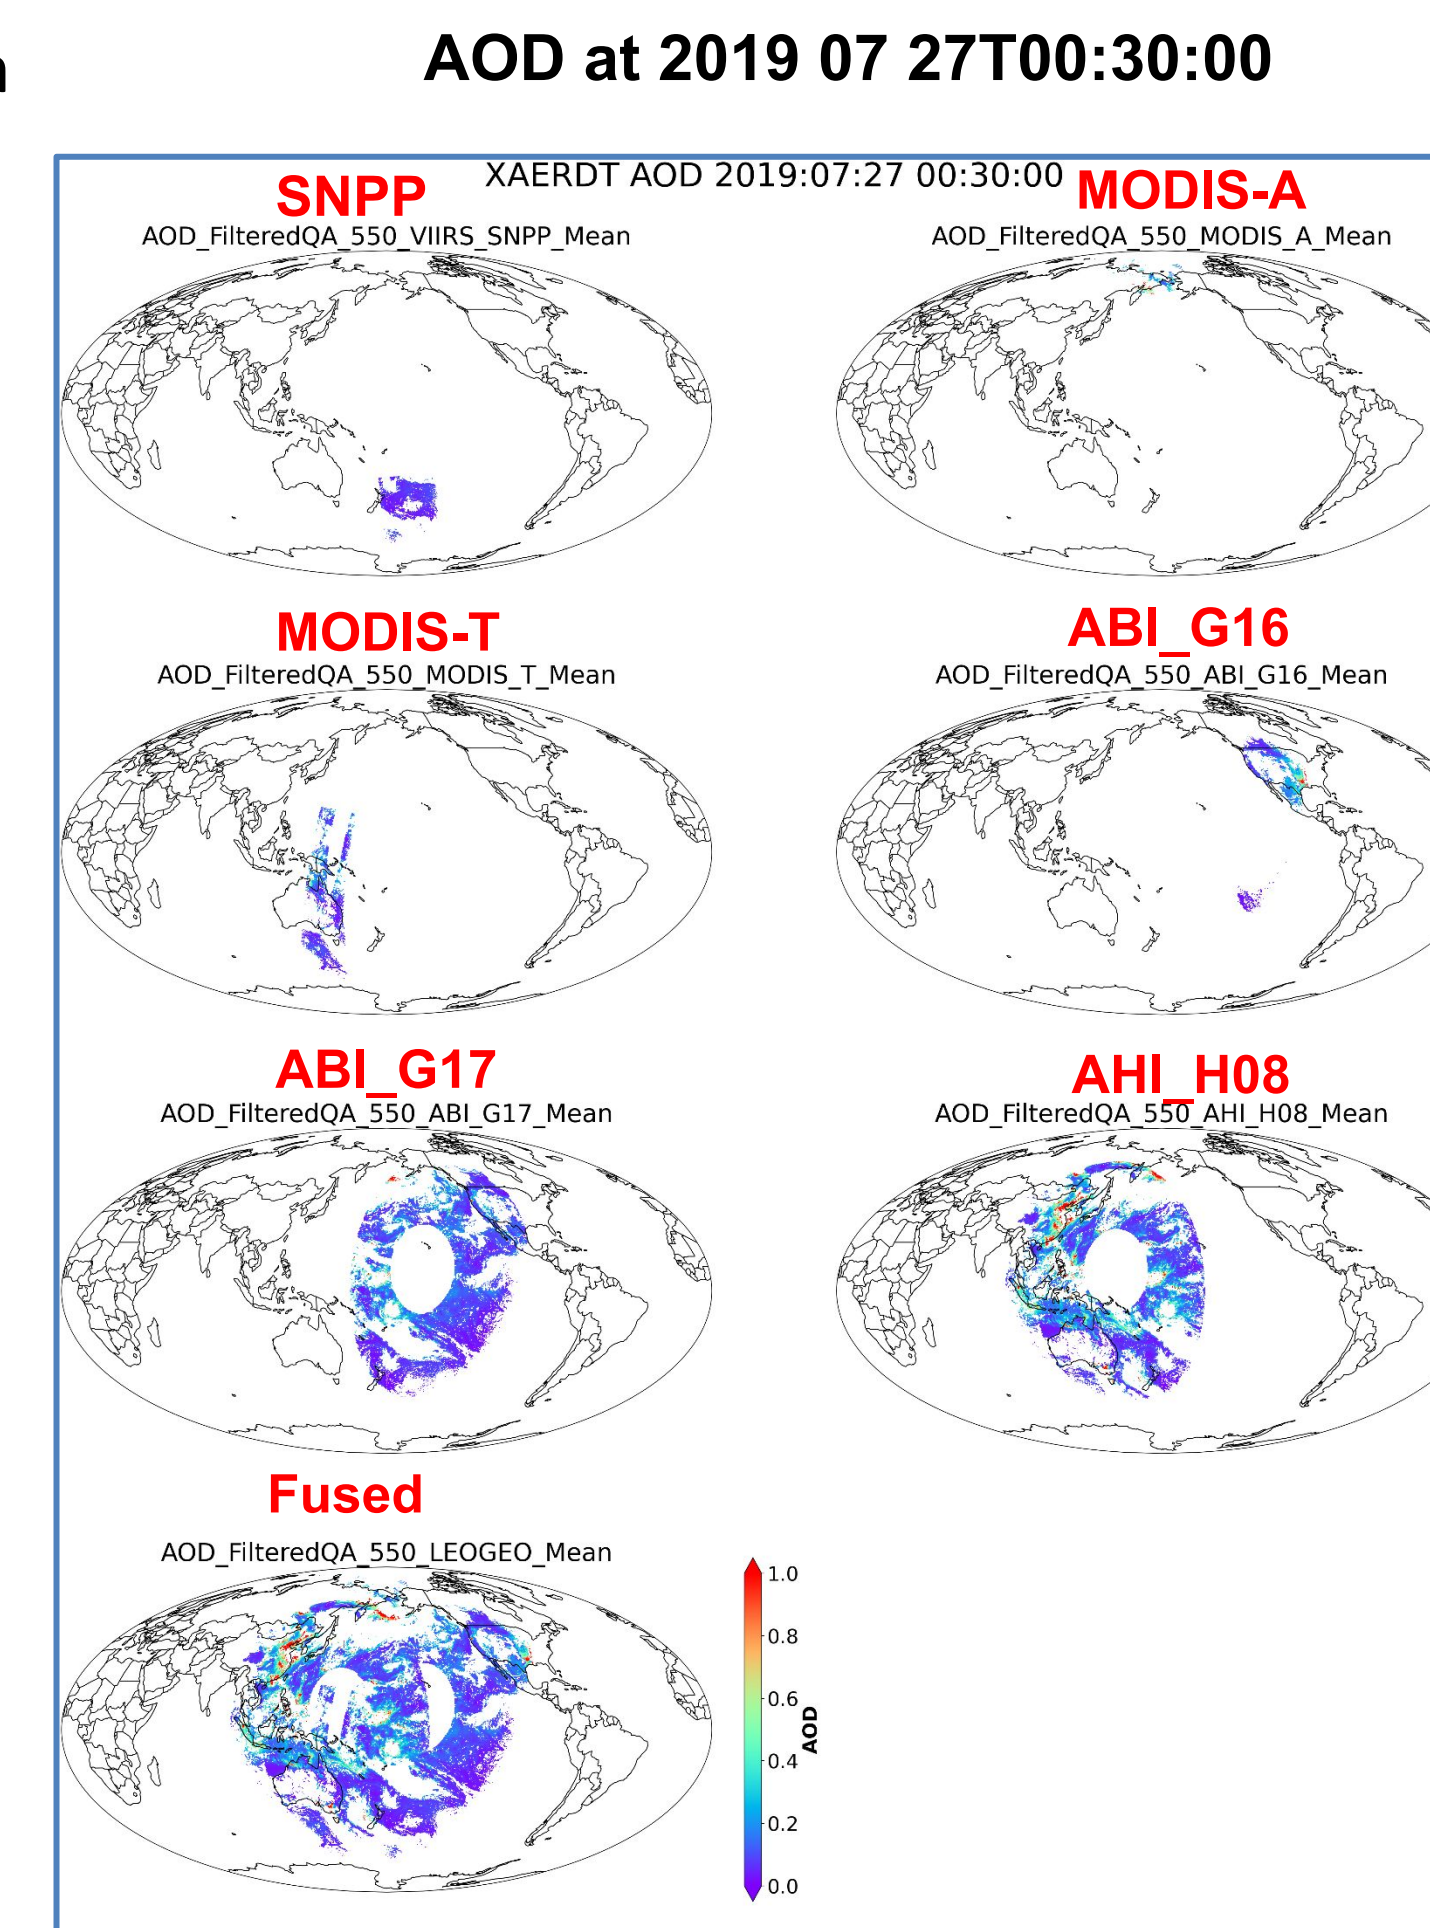 n
AOD at 2019 07 27T00:30:00
XAERDT AOD 2019:07:27 00:30:00
SNPP
MODIS-A
AOD_FilteredQA_550_VIIRS_SNPP_Mean
AOD_FilteredQA_550_MODIS_A_Mean
MODIS-T
ABI_G16
AOD_FilteredQA_550_MODIS_T_Mean
AOD_FilteredQA_550_ABI_G16_Mean
ABI_G17
AHI_H08
AOD_FilteredQA_550_ABI_G17_Mean
AOD_FilteredQA_550_AHI_H08_Mean
Fused
AOD_FilteredQA_550_LEOGEO_Mean
1.0
0.8
0.6
0.4
0.2
0.0
AOD